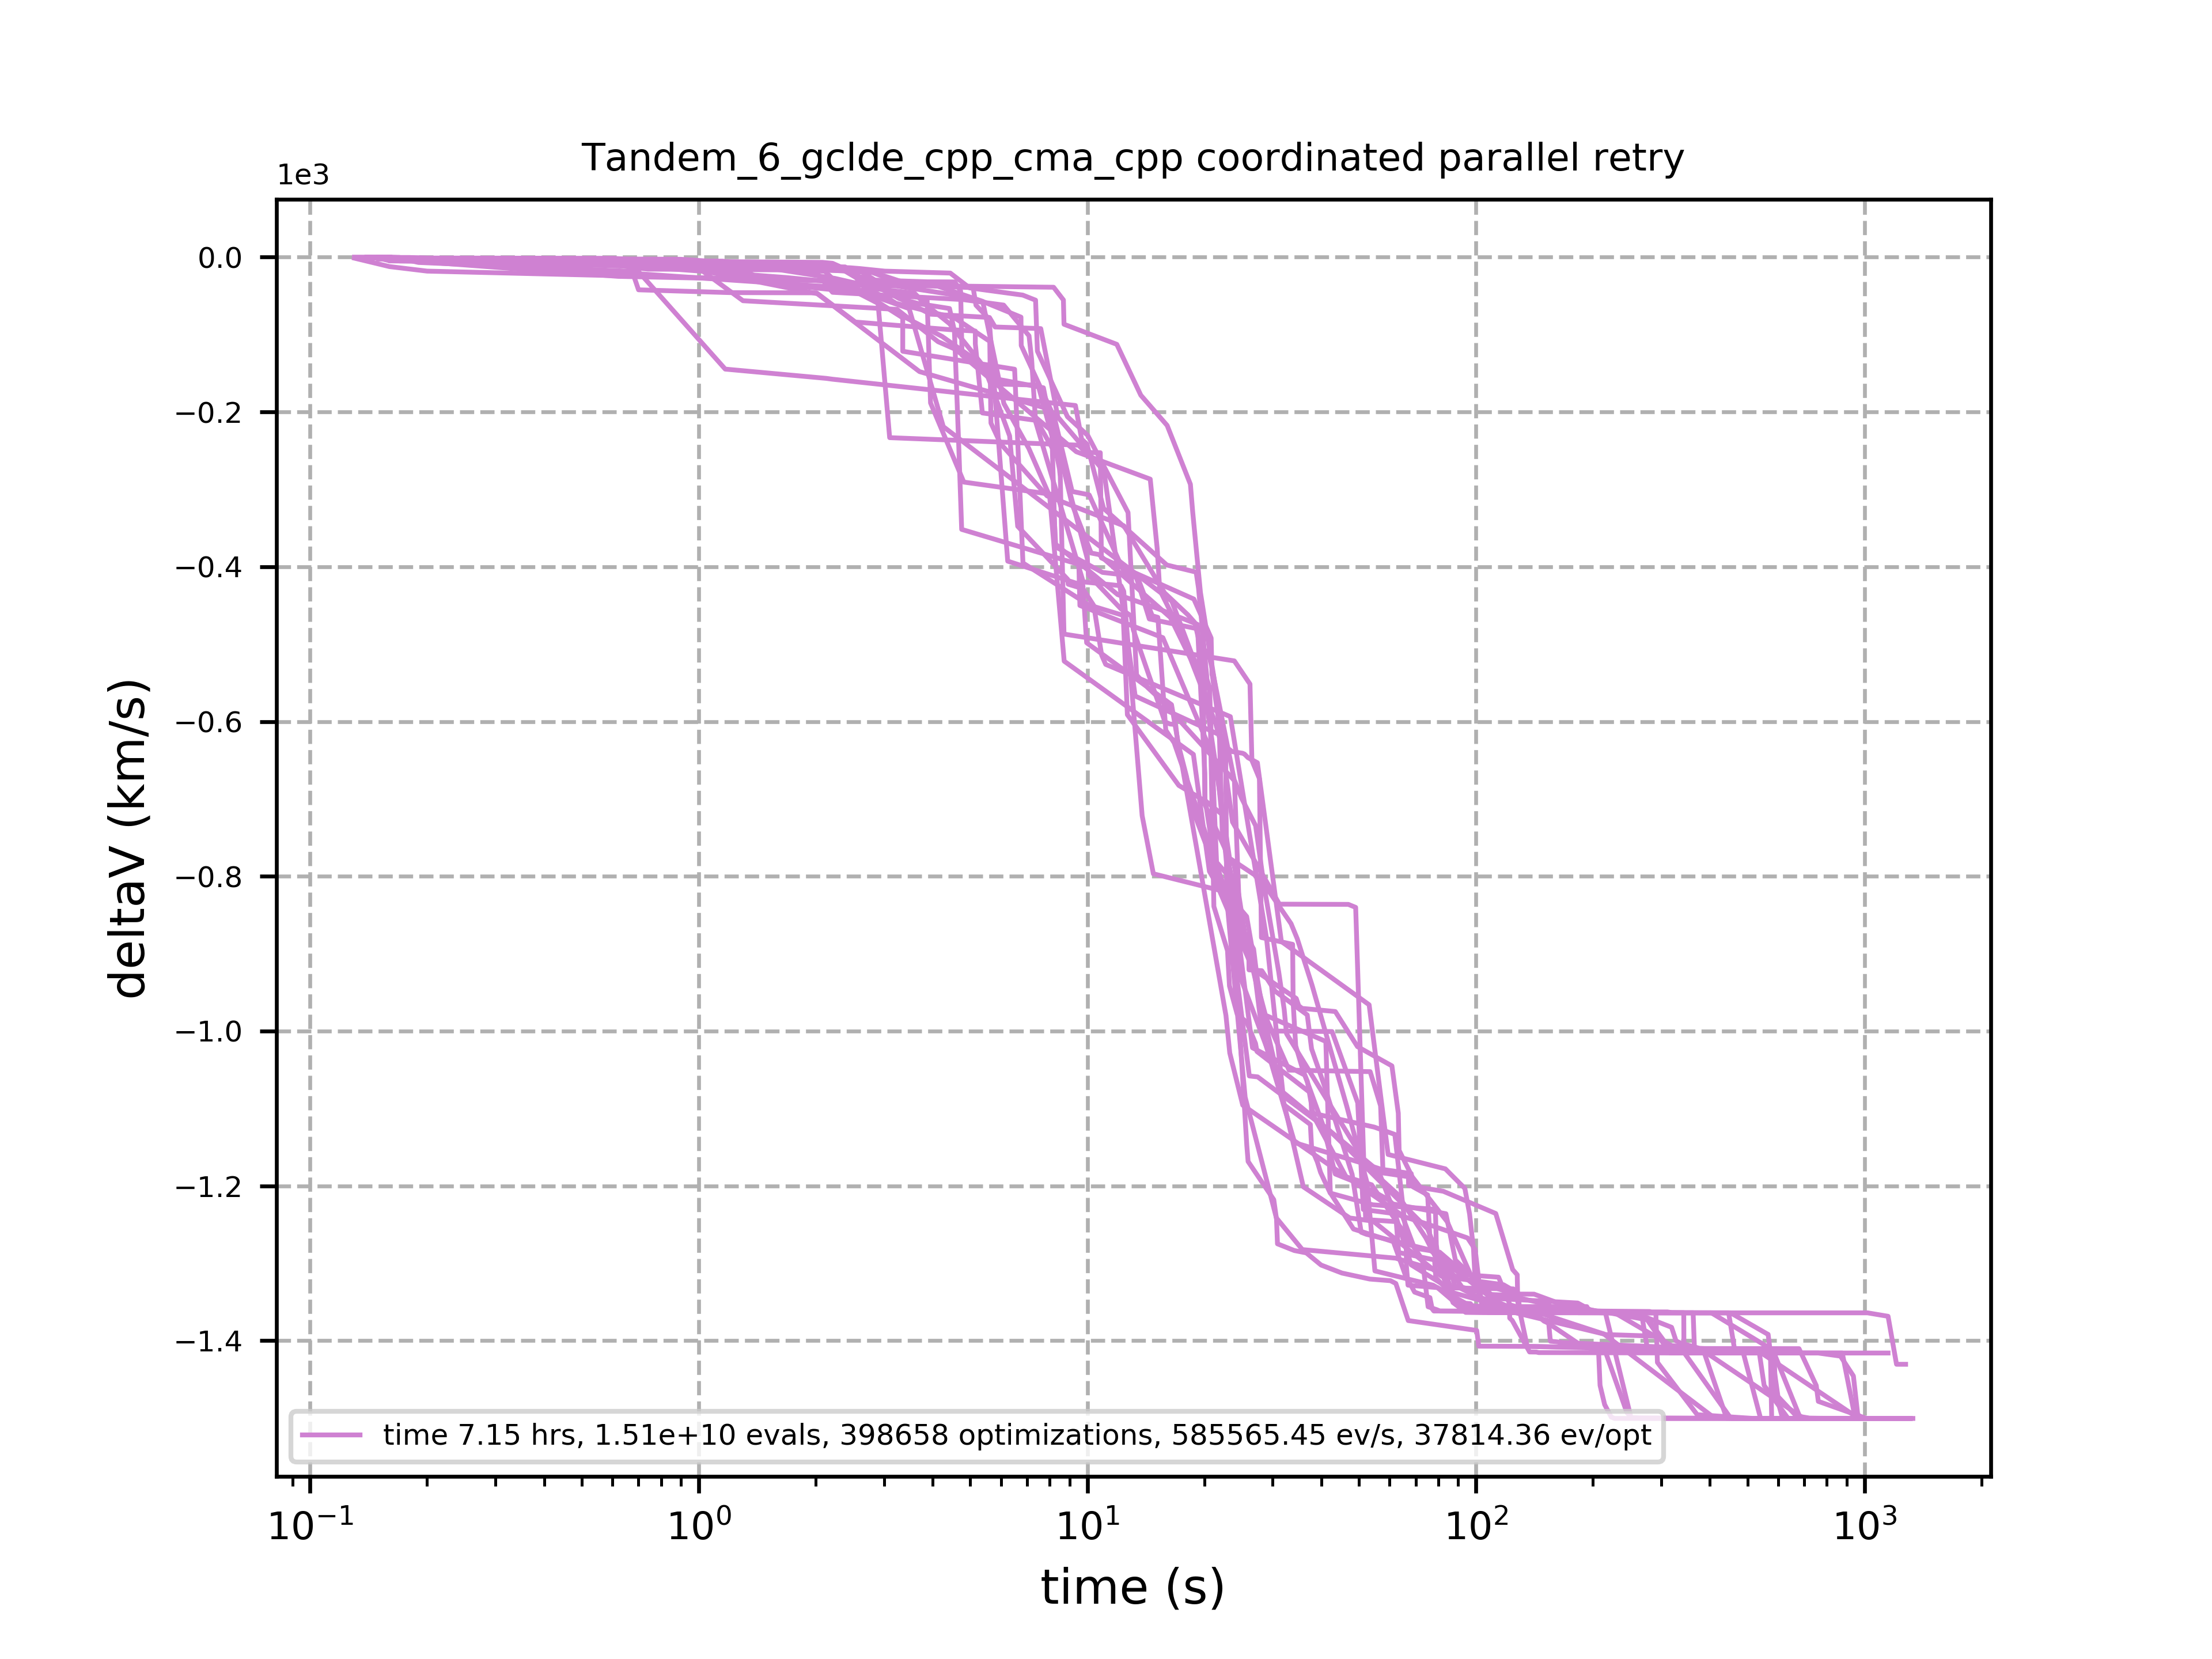 Tandem_6_gclde_cpp_cma_cpp coordinated parallel retry
1e3
0.0
−0.2
−0.4
−0.6
−0.8
−1.0
−1.2
−1.4
deltaV (km/s)
time 7.15 hrs, 1.51e+10 evals, 398658 optimizations, 585565.45 ev/s, 37814.36 ev/opt
10⁻¹ 10⁰ 10¹ 10² 10³
time (s)